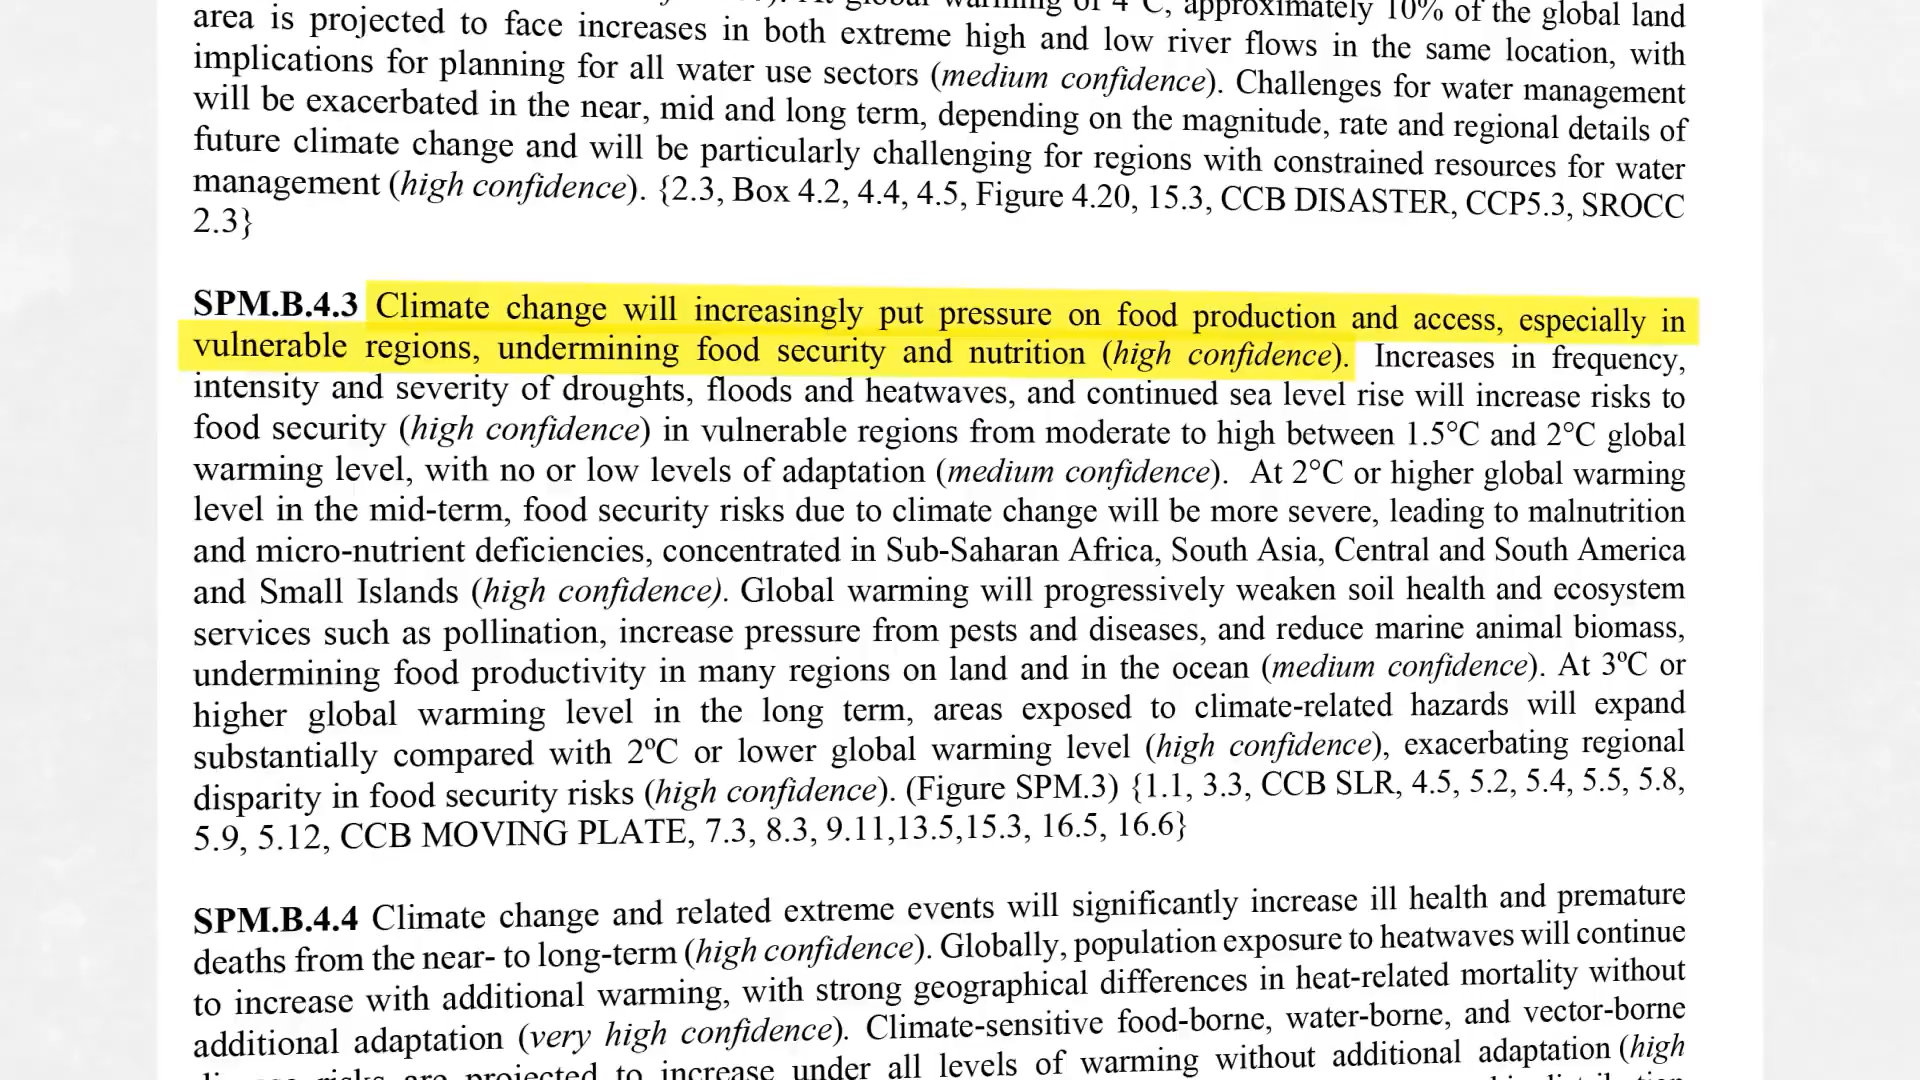 of 4°C, approximately 10% of the global land
area is projected to face increases in both extreme high and low river flows in the same location, with
implications for planning for all water use sectors (medium confidence). Challenges for water management
will be exacerbated in the near, mid and long term, depending on the magnitude, rate and regional details of
future climate change and will be particularly challenging for regions with constrained resources for water
management (high confidence). {2.3, Box 4.2, 4.4, 4.5, Figure 4.20, 15.3, CCB DISASTER, CCP5.3, SROCC
2.3}
SPM.B.4.3 Climate change will increasingly put pressure on food production and access, especially in
vulnerable regions, undermining food security and nutrition (high confidence). Increases in frequency,
intensity and severity of droughts, floods and heatwaves, and continued sea level rise will increase risks to
food security (high confidence) in vulnerable regions from moderate to high between 1.5°C and 2°C global
warming level, with no or low levels of adaptation (medium confidence). At 2°C or higher global warming
level in the mid-term, food security risks due to climate change will be more severe, leading to malnutrition
and micro-nutrient deficiencies, concentrated in Sub-Saharan Africa, South Asia, Central and South America
and Small Islands (high confidence). Global warming will progressively weaken soil health and ecosystem
services such as pollination, increase pressure from pests and diseases, and reduce marine animal biomass,
undermining food productivity in many regions on land and in the ocean (medium confidence). At 3ºC or
higher global warming level in the long term, areas exposed to climate-related hazards will expand
substantially compared with 2ºC or lower global warming level (high confidence), exacerbating regional
disparity in food security risks (high confidence). (Figure SPM.3) {1.1, 3.3, CCB SLR, 4.5, 5.2, 5.4, 5.5, 5.8,
5.9, 5.12, CCB MOVING PLATE, 7.3, 8.3, 9.11,13.5,15.3, 16.5, 16.6}
SPM.B.4.4 Climate change and related extreme events will significantly increase ill health and premature
deaths from the near- to long-term (high confidence). Globally, population exposure to heatwaves will continue
to increase with additional warming, with strong geographical differences in heat-related mortality without
additional adaptation (very high confidence). Climate-sensitive food-borne, water-borne, and vector-borne
risks are projected to increase under all levels of warming without additional adaptation (high